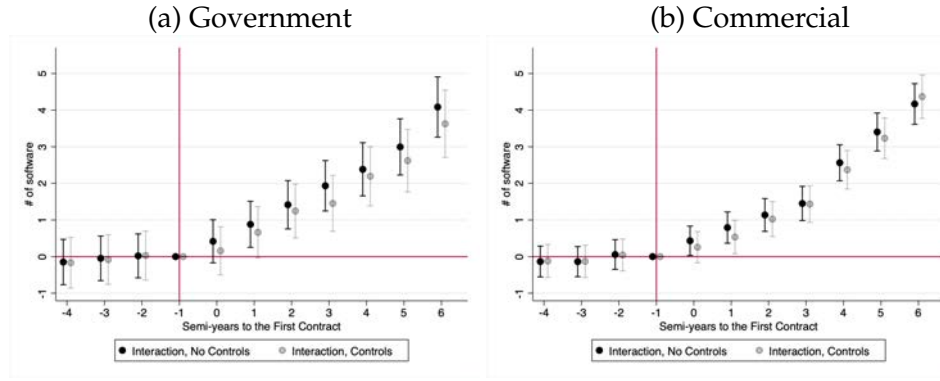 (a) Government
(b) Commercial
# of software
5
4
3
2
1
0
-1
-4 -3 -2 -1 0 1 2 3 4 5 6
Semi-years to the First Contract
Interaction, No Controls Interaction, Controls
# of software
5
4
3
2
1
0
-1
-4 -3 -2 -1 0 1 2 3 4 5 6
Semi-years to the First Contract
Interaction, No Controls Interaction, Controls